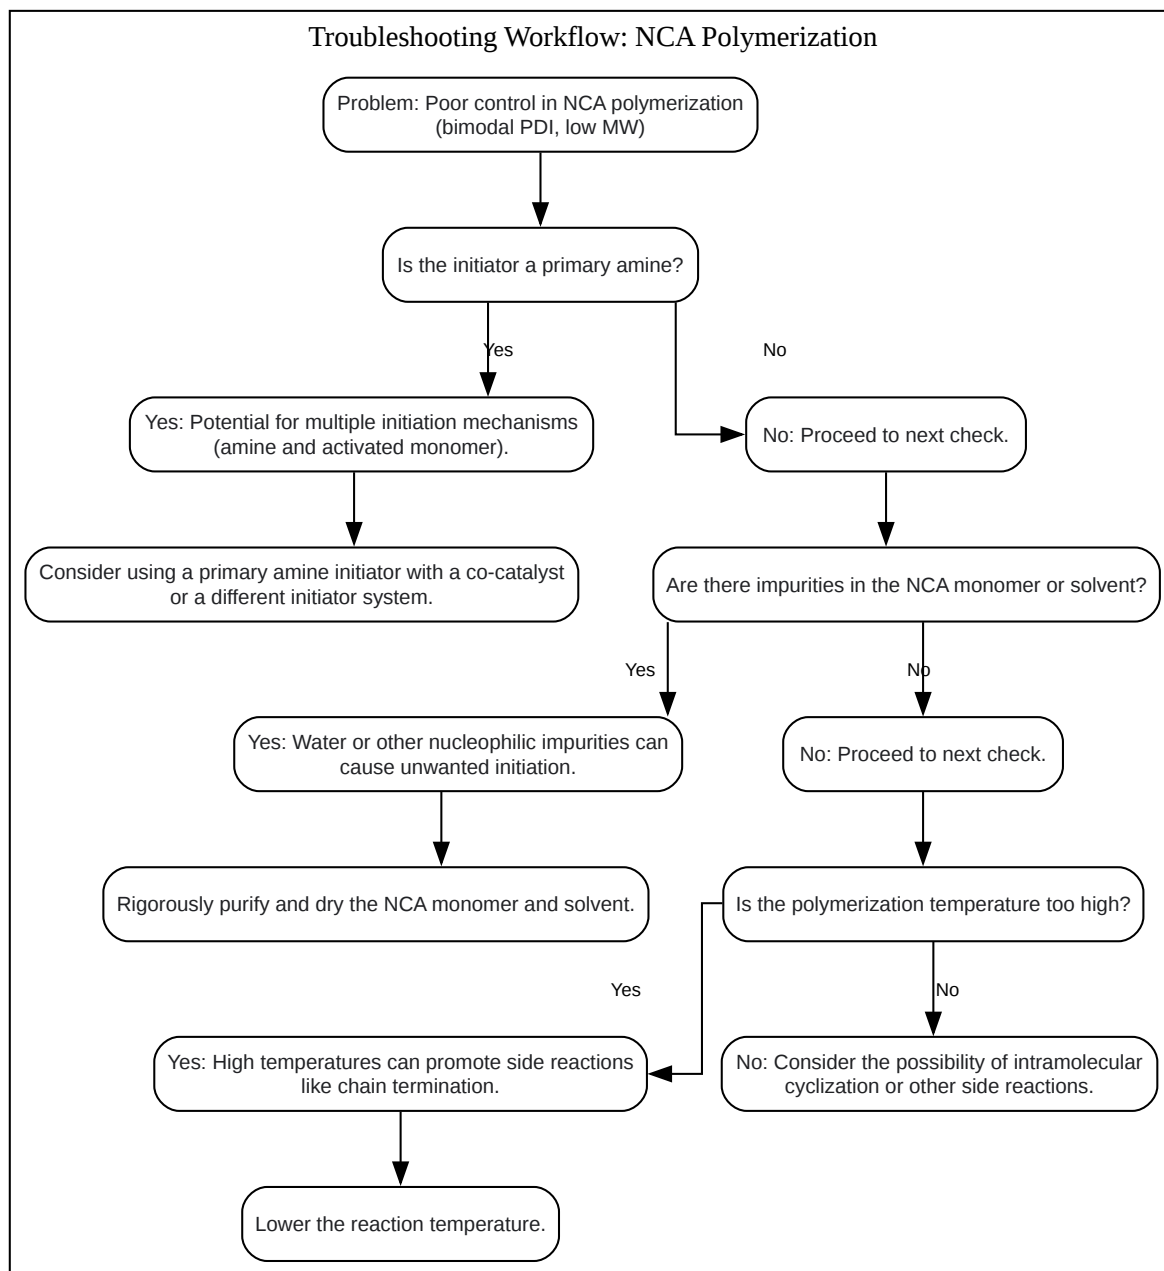 Troubleshooting Workflow: NCA Polymerization
Problem: Poor control in NCA polymerization
(bimodal PDI, low MW)
Is the initiator a primary amine?
Yes
No
Yes: Potential for multiple initiation mechanisms
(amine and activated monomer).
No: Proceed to next check.
Consider using a primary amine initiator with a co-catalyst
or a different initiator system.
Are there impurities in the NCA monomer or solvent?
Yes
No
Yes: Water or other nucleophilic impurities can
cause unwanted initiation.
No: Proceed to next check.
Rigorously purify and dry the NCA monomer and solvent.
Is the polymerization temperature too high?
Yes
No
Yes: High temperatures can promote side reactions
like chain termination.
No: Consider the possibility of intramolecular
cyclization or other side reactions.
Lower the reaction temperature.